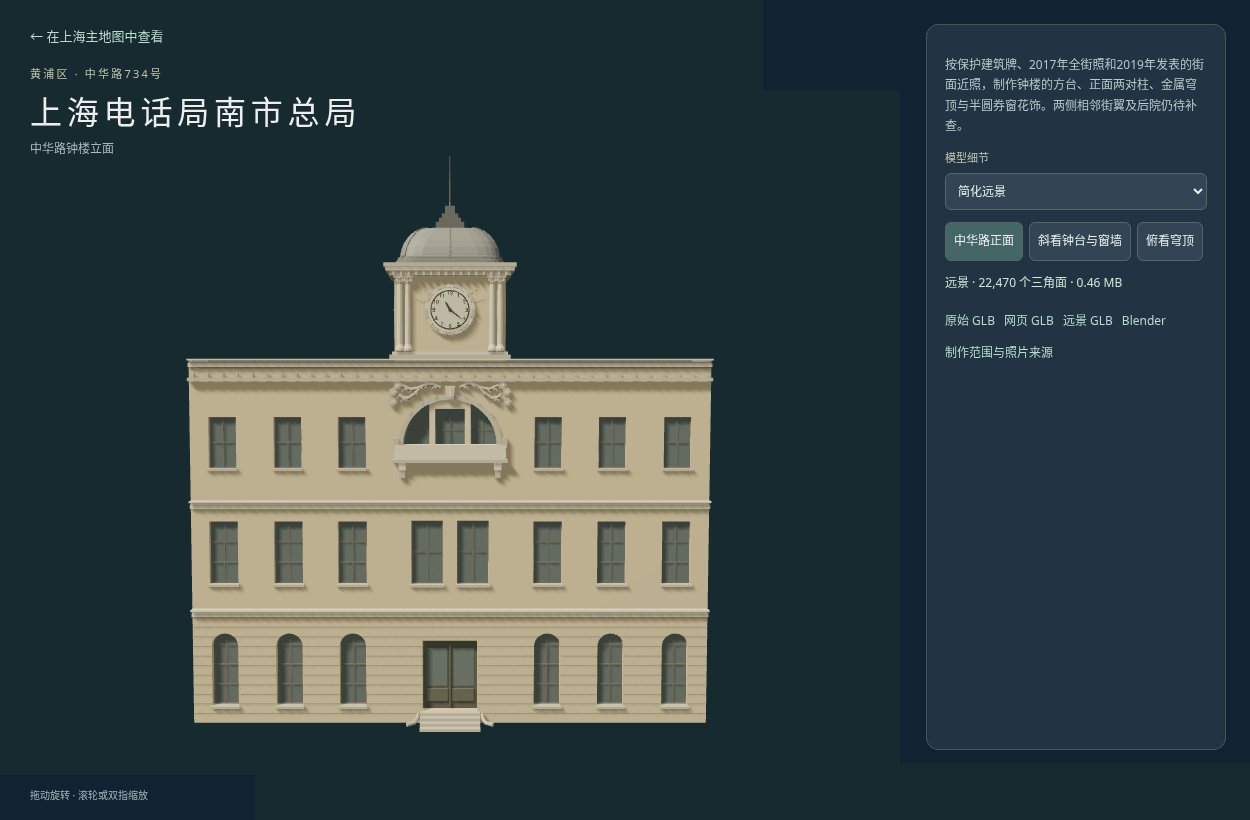 ← 在上海主地图中查看
黄浦区 · 中华路734号
上海电话局南市总局
中华路钟楼立面
按保护建筑牌、2017年全街照和2019年发表的街
面近照，制作钟楼的方台、正面两对柱、金属穹
顶与半圆券窗花饰。两侧相邻街翼及后院仍待补
查。
模型细节
简化远景
中华路正面 斜看钟台与窗墙 俯看穹顶
远景 · 22,470 个三角面 · 0.46 MB
原始 GLB 网页 GLB 远景 GLB Blender
制作范围与照片来源
拖动旋转 · 滚轮或双指缩放